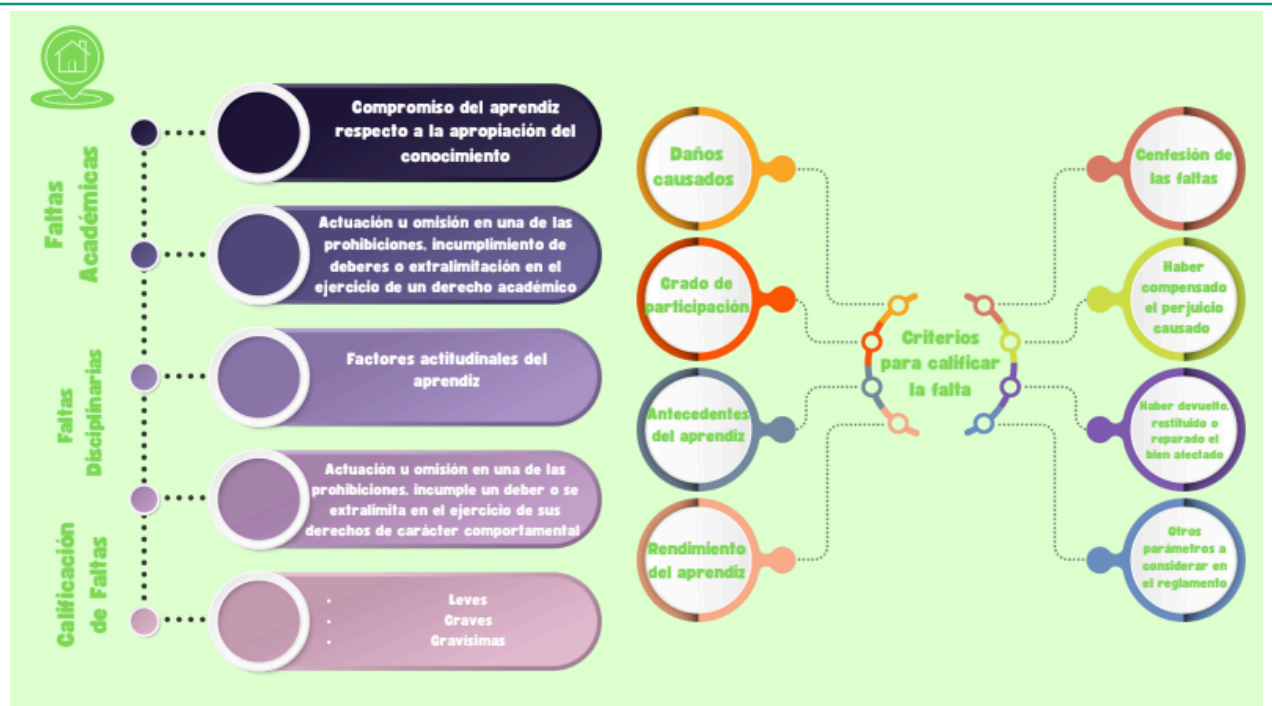 Faltas
Académicas
Compromiso del aprendiz
respecto a la apropiación del
conocimiento
Actuación u omisión en una de las
prohibiciones, incumplimiento de
deberes o extralimitación en el
ejercicio de un derecho académico
Faltas
Disciplinarias
Factores actitudinales del
aprendiz
Actuación u omisión en una de las
prohibiciones, incumple un deber o se
extralimita en el ejercicio de sus
derechos de carácter comportamental
Calificación
de Faltas
• Leves
• Graves
• Gravísimas
Daños
causados
Grado de
participación
Antecedentes
del aprendiz
Rendimiento
del aprendiz
Criterios
para calificar
la falta
Cenfesión de
las faltas
Haber
compensado
el perjuicio
causado
Haber devuelto,
restituido o
reparado el
bien afectado
Otros
parámetros a
considerar en
el reglamento